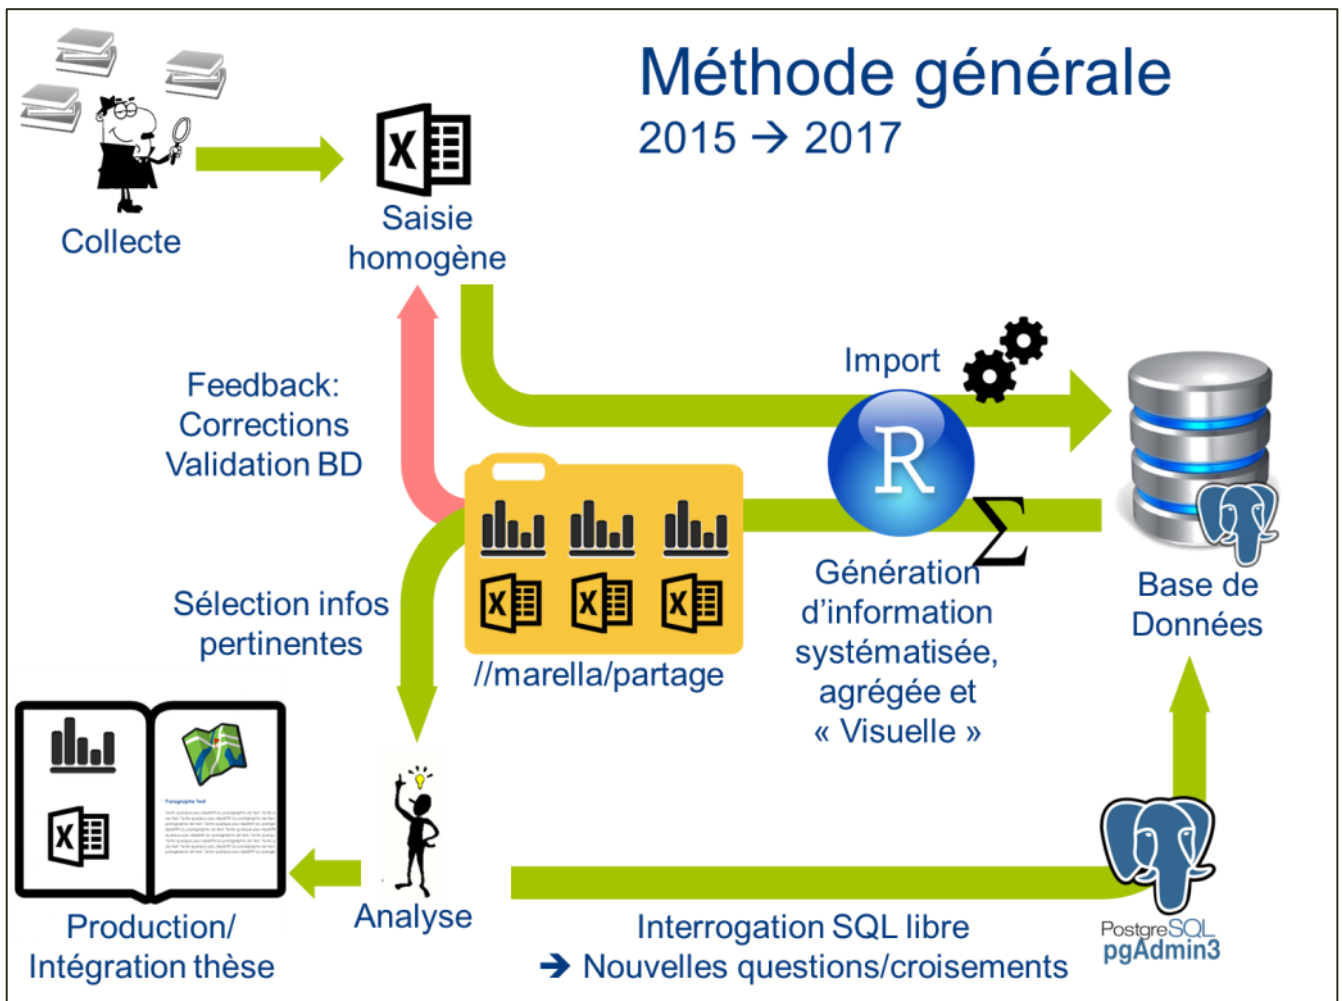 Méthode générale
2015 → 2017
Collecte
Saisie
homogène
Feedback:
Corrections
Validation BD
Import
R
Σ
Génération
d’information
systématisée,
agrégée et
« Visuelle »
Base de
Données
Sélection infos
pertinentes
//marella/partage
Paragraphe Text
Analyse
Production/
Intégration thèse
Interrogation SQL libre
→ Nouvelles questions/croisements
PostgreSQL
pgAdmin3